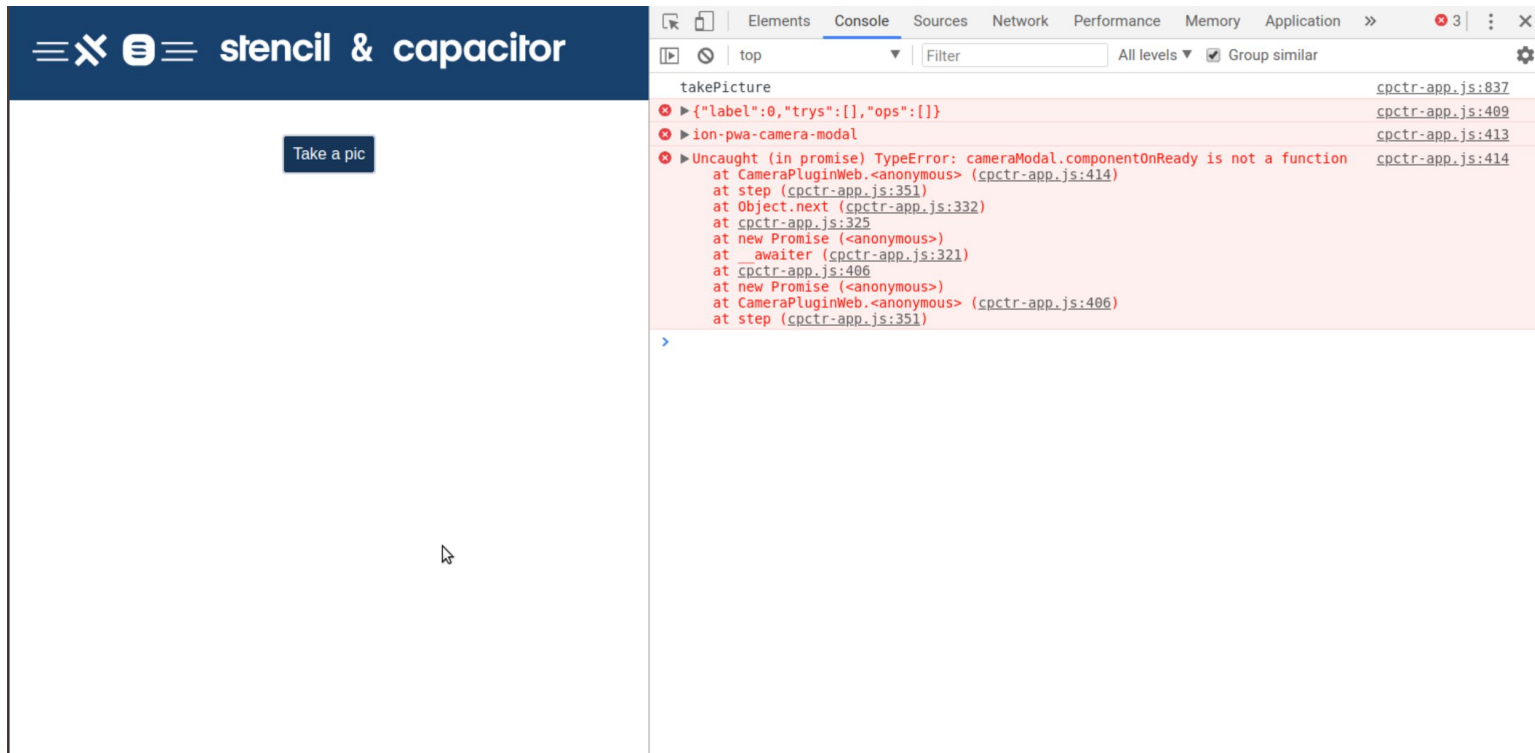 stencil & capacitor
Take a pic
Elements Console Sources Network Performance Memory Application » 3
top ▼ Filter All levels ▼ Group similar
takePicture cpctr-app.js:837
▶{"label":0,"trys":[],"ops":[]} cpctr-app.js:409
▶ion-pwa-camera-modal cpctr-app.js:413
▶Uncaught (in promise) TypeError: cameraModal.componentOnReady is not a function cpctr-app.js:414
at CameraPluginWeb.<anonymous> (cpctr-app.js:414)
at step (cpctr-app.js:351)
at Object.next (cpctr-app.js:332)
at cpctr-app.js:325
at new Promise (<anonymous>)
at __awaiter (cpctr-app.js:321)
at cpctr-app.js:406
at new Promise (<anonymous>)
at CameraPluginWeb.<anonymous> (cpctr-app.js:406)
at step (cpctr-app.js:351)
>